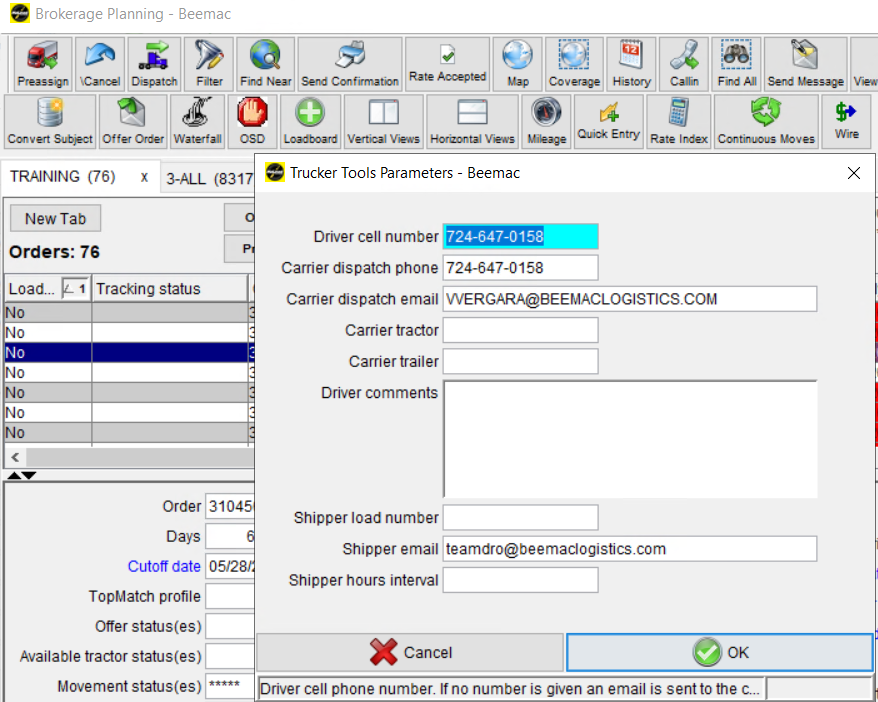 Brokerage Planning - Beemac
Preassign \Cancel Dispatch Filter Find Near Send Confirmation Rate Accepted Map Coverage History Callin Find All Send Message View
Convert Subject Offer Order Waterfall OSD Loadboard Vertical Views Horizontal Views Mileage Quick Entry Rate Index Continuous Moves Wire
TRAINING (76) x 3-ALL (8317
Trucker Tools Parameters - Beemac
New Tab
Orders: 76
Load... 1 Tracking status
No
No
No
No
No
No
No
Driver cell number 724-647-0158
Carrier dispatch phone 724-647-0158
Carrier dispatch email VVERGARA@BEEMACLOGISTICS.COM
Carrier tractor
Carrier trailer
Driver comments
Shipper load number
Shipper email teamdro@beemaclogistics.com
Shipper hours interval
Order 31045
Days 6
Cutoff date 05/28/
TopMatch profile
Offer status(es)
Available tractor status(es)
Movement status(es) *****
Cancel OK
Driver cell phone number. If no number is given an email is sent to the c...